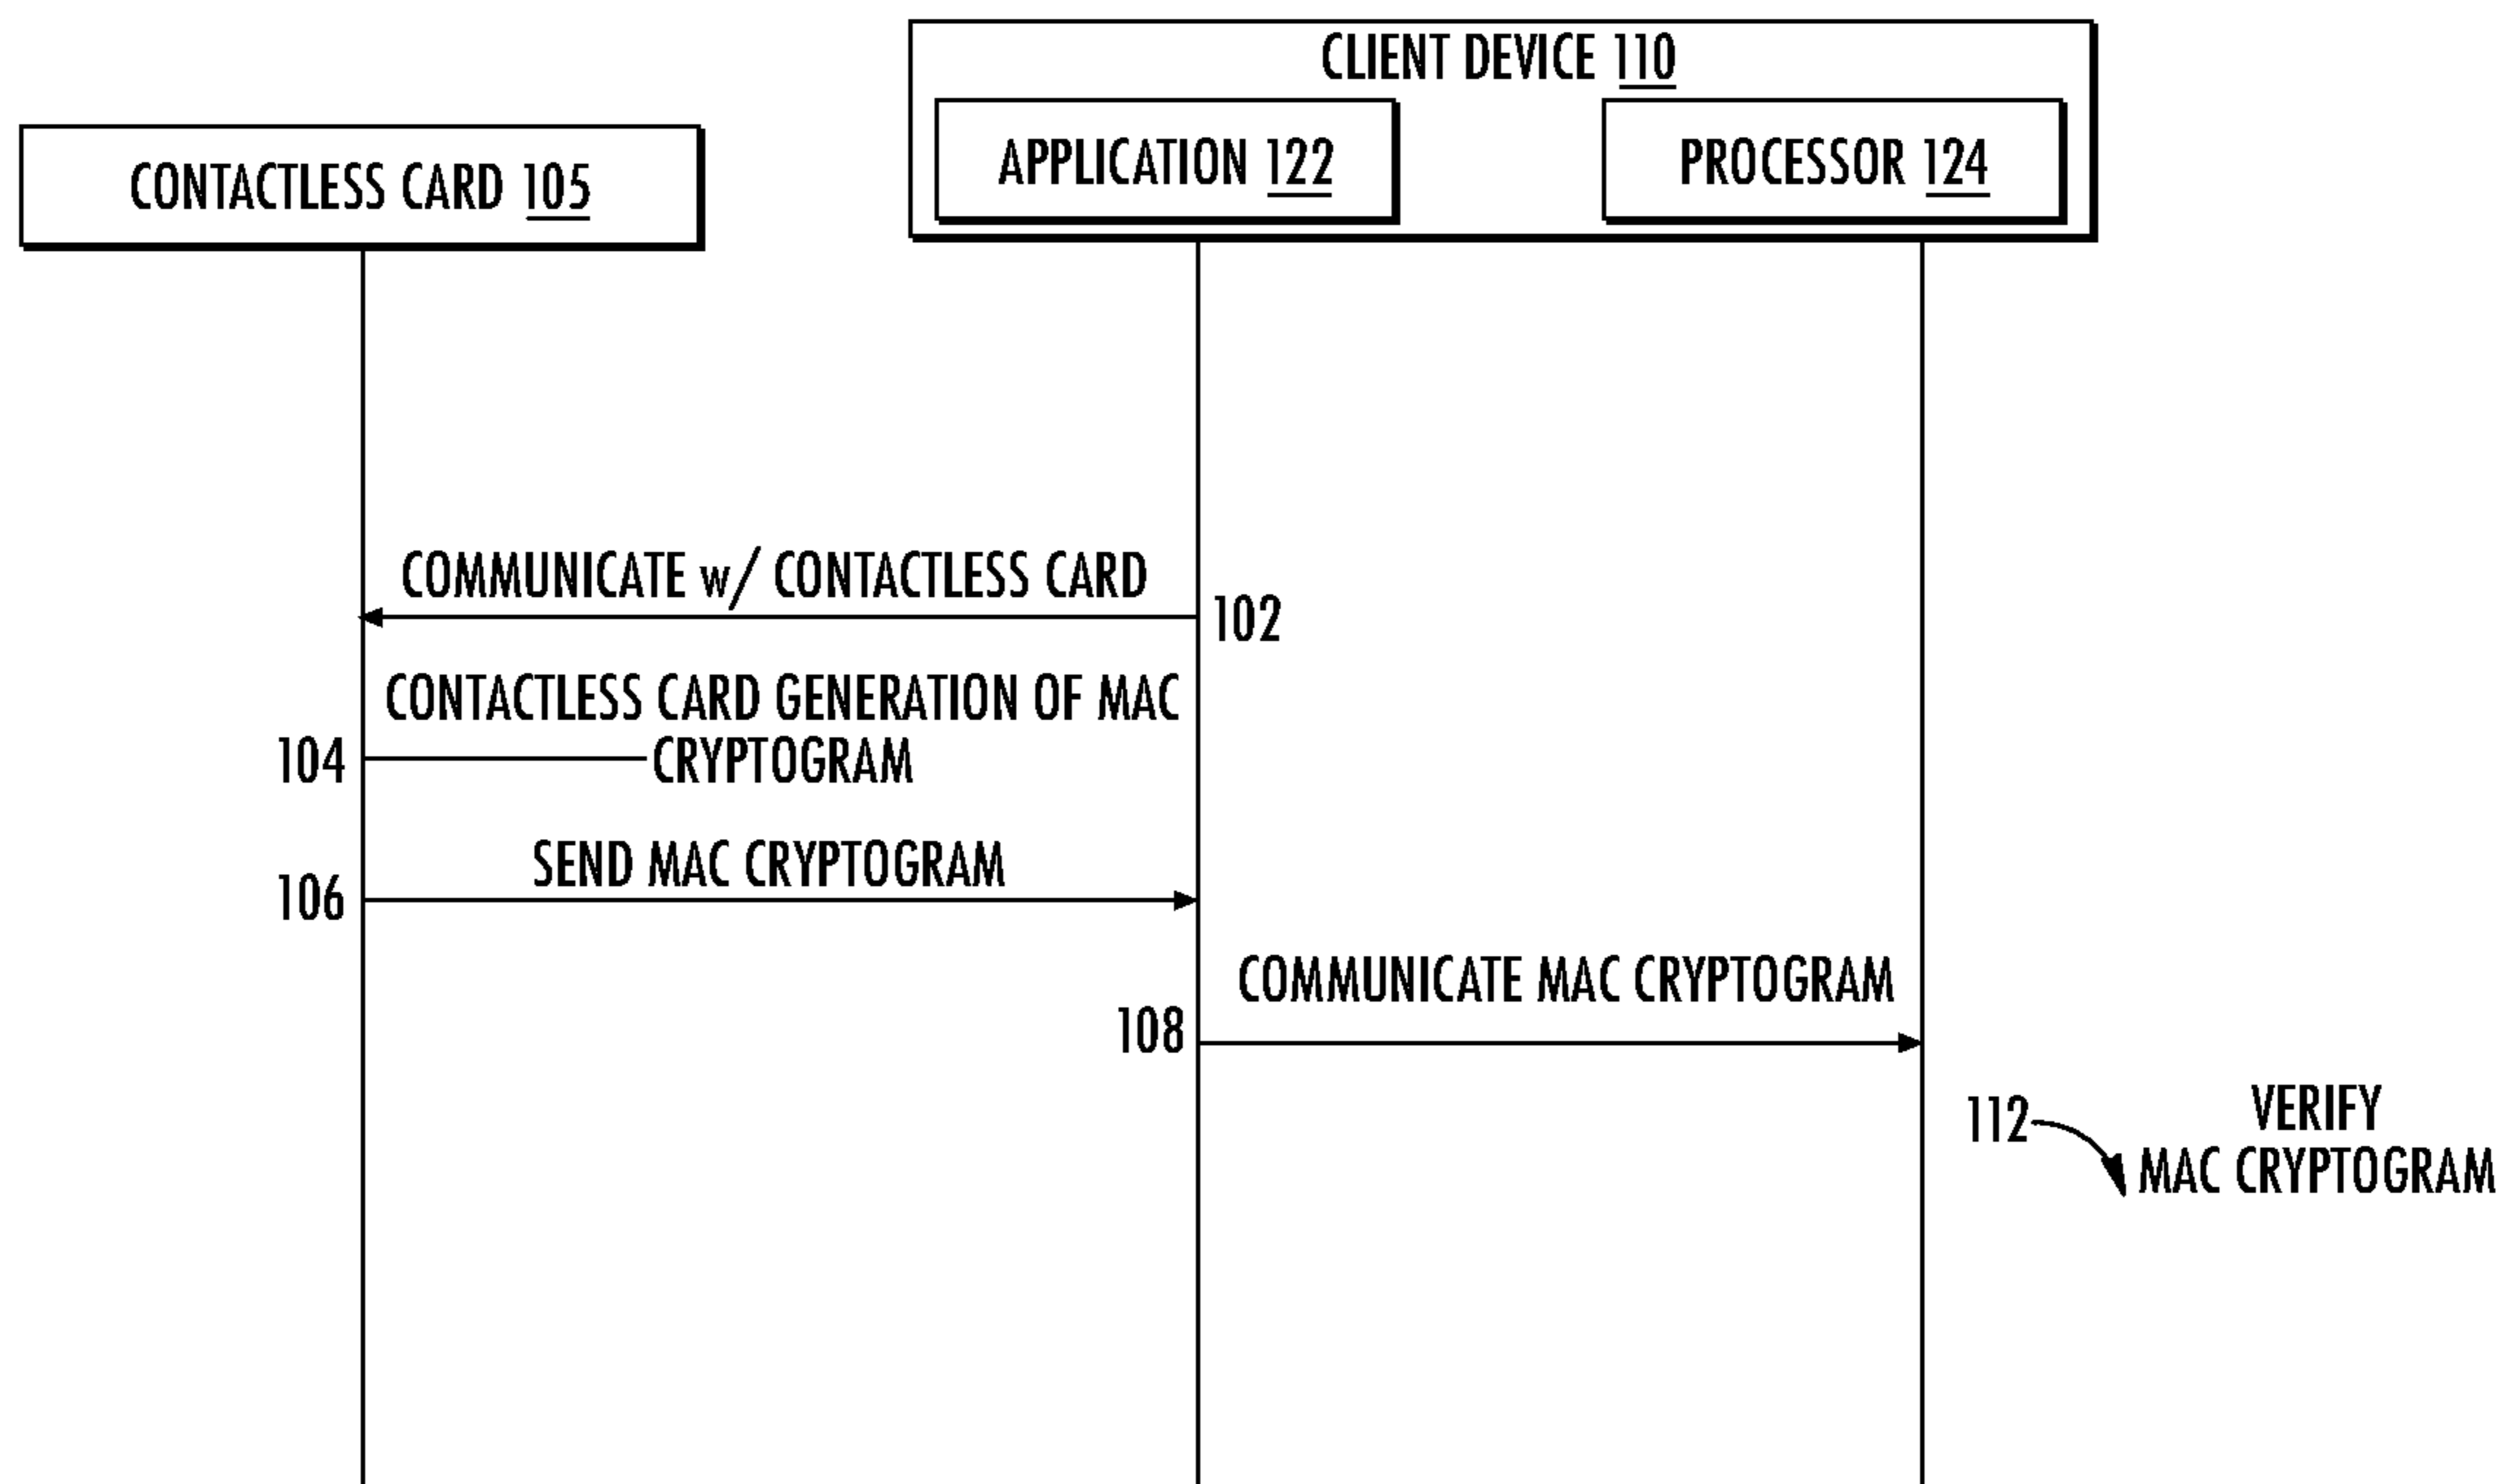 CLIENT DEVICE 110
CONTACTLESS CARD 105
APPLICATION 122
PROCESSOR 124
COMMUNICATE w/ CONTACTLESS CARD
102
CONTACTLESS CARD GENERATION OF MAC
104
CRYPTOGRAM
SEND MAC CRYPTOGRAM
106
COMMUNICATE MAC CRYPTOGRAM
108
112
VERIFY
MAC CRYPTOGRAM